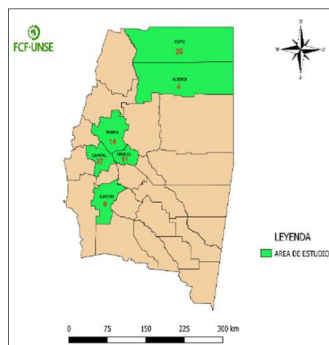 FCF-UNSE
COPO
25
ALBERDI
4
BANDA
14
CAPITAL
37
ROBLES
11
LORETO
9
LEYENDA
AREA DE ESTUDIO
0 75 150 225 300 km